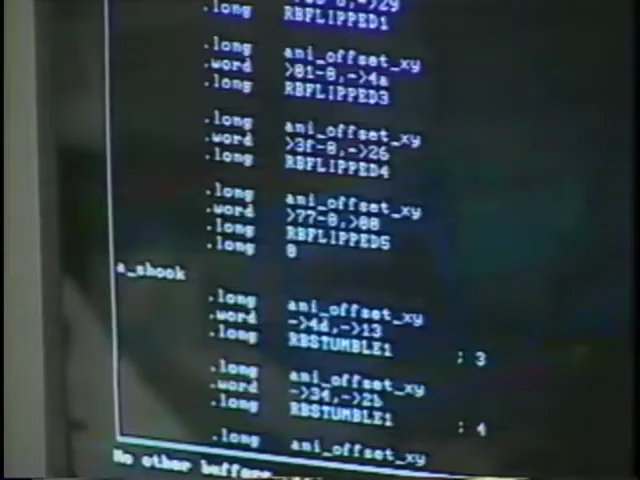 .long RBFLIPPED1
.long ani_offset_xy
.word >81-8,->4a
.long RBFLIPPED3
.long ani_offset_xy
.word >3f-8,->26
.long RBFLIPPED4
.long ani_offset_xy
.word >77-8,>08
.long RBFLIPPED5
.long 0
a_shook
.long ani_offset_xy
.word ->4d,->13
.long RBSTUMBLE1 ; 3
.long ani_offset_xy
.word ->34,->2b
.long RBSTUMBLE1 ; 4
.long ani_offset_xy
No other buffers